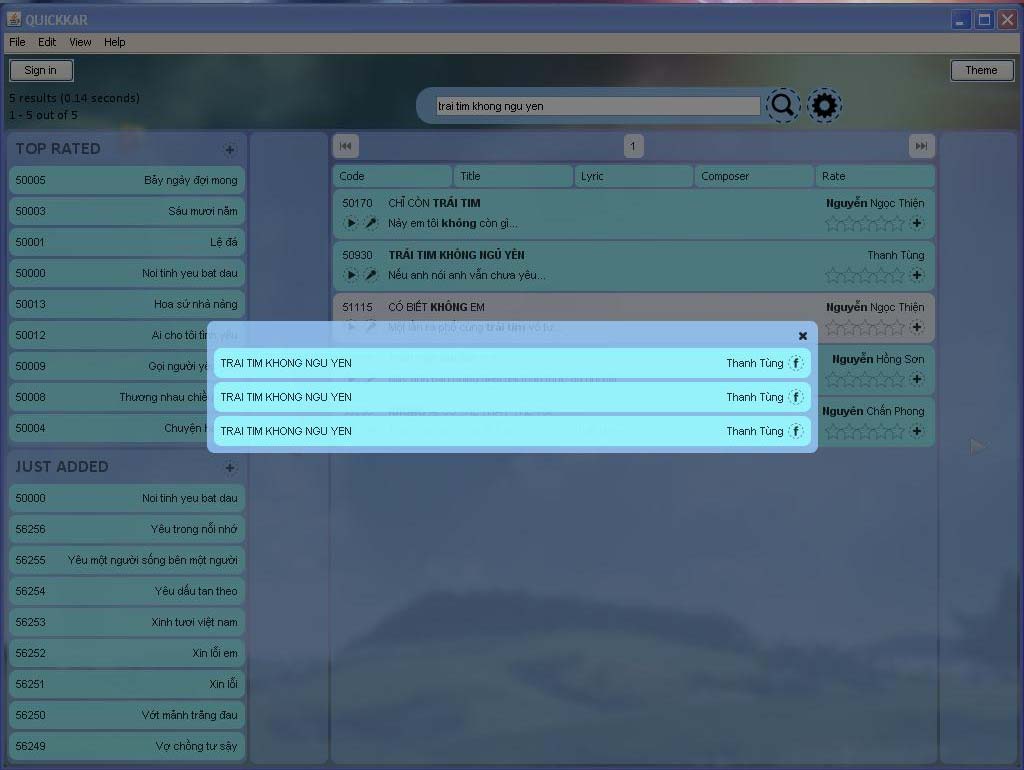 QUICKKAR
File Edit View Help
Sign in
Theme
5 results (0.14 seconds)
1 - 5 out of 5
trai tim khong ngu yen
TOP RATED +
50005 Bây ngày đợi mong
50003 Sáu mươi năm
50001 Lệ đá
50000 Noi tinh yeu bat dau
50013 Hoa sứ nhà nàng
50012 Ai cho tôi tình yêu
50009 Gọi người yê
50008 Thương nhau chiề
50004 Chuyện
JUST ADDED +
50000 Noi tinh yeu bat dau
56256 Yêu trong nỗi nhớ
56255 Yêu một người sống bên một người
56254 Yêu dấu tan theo
56253 Xinh tươi việt nam
56252 Xin lỗi em
56251 Xin lỗi
56250 Vớt mảnh trăng đau
56249 Vợ chồng tư sậy
1
Code Title Lyric Composer Rate
50170 CHỈ CÒN TRÁI TIM Nguyễn Ngọc Thiện
Này em tôi không còn gì...
50930 TRÁI TIM KHÔNG NGỦ YÊN Thanh Tùng
Nếu anh nói anh vẫn chưa yêu...
51115 CÓ BIẾT KHÔNG EM Nguyễn Ngọc Thiện
Một lần ra phố cùng trái tim vô tư
Nguyễn Hồng Sơn
Nguyễn Chấn Phong
TRAI TIM KHONG NGU YEN Thanh Tùng f
TRAI TIM KHONG NGU YEN Thanh Tùng f
TRAI TIM KHONG NGU YEN Thanh Tùng f